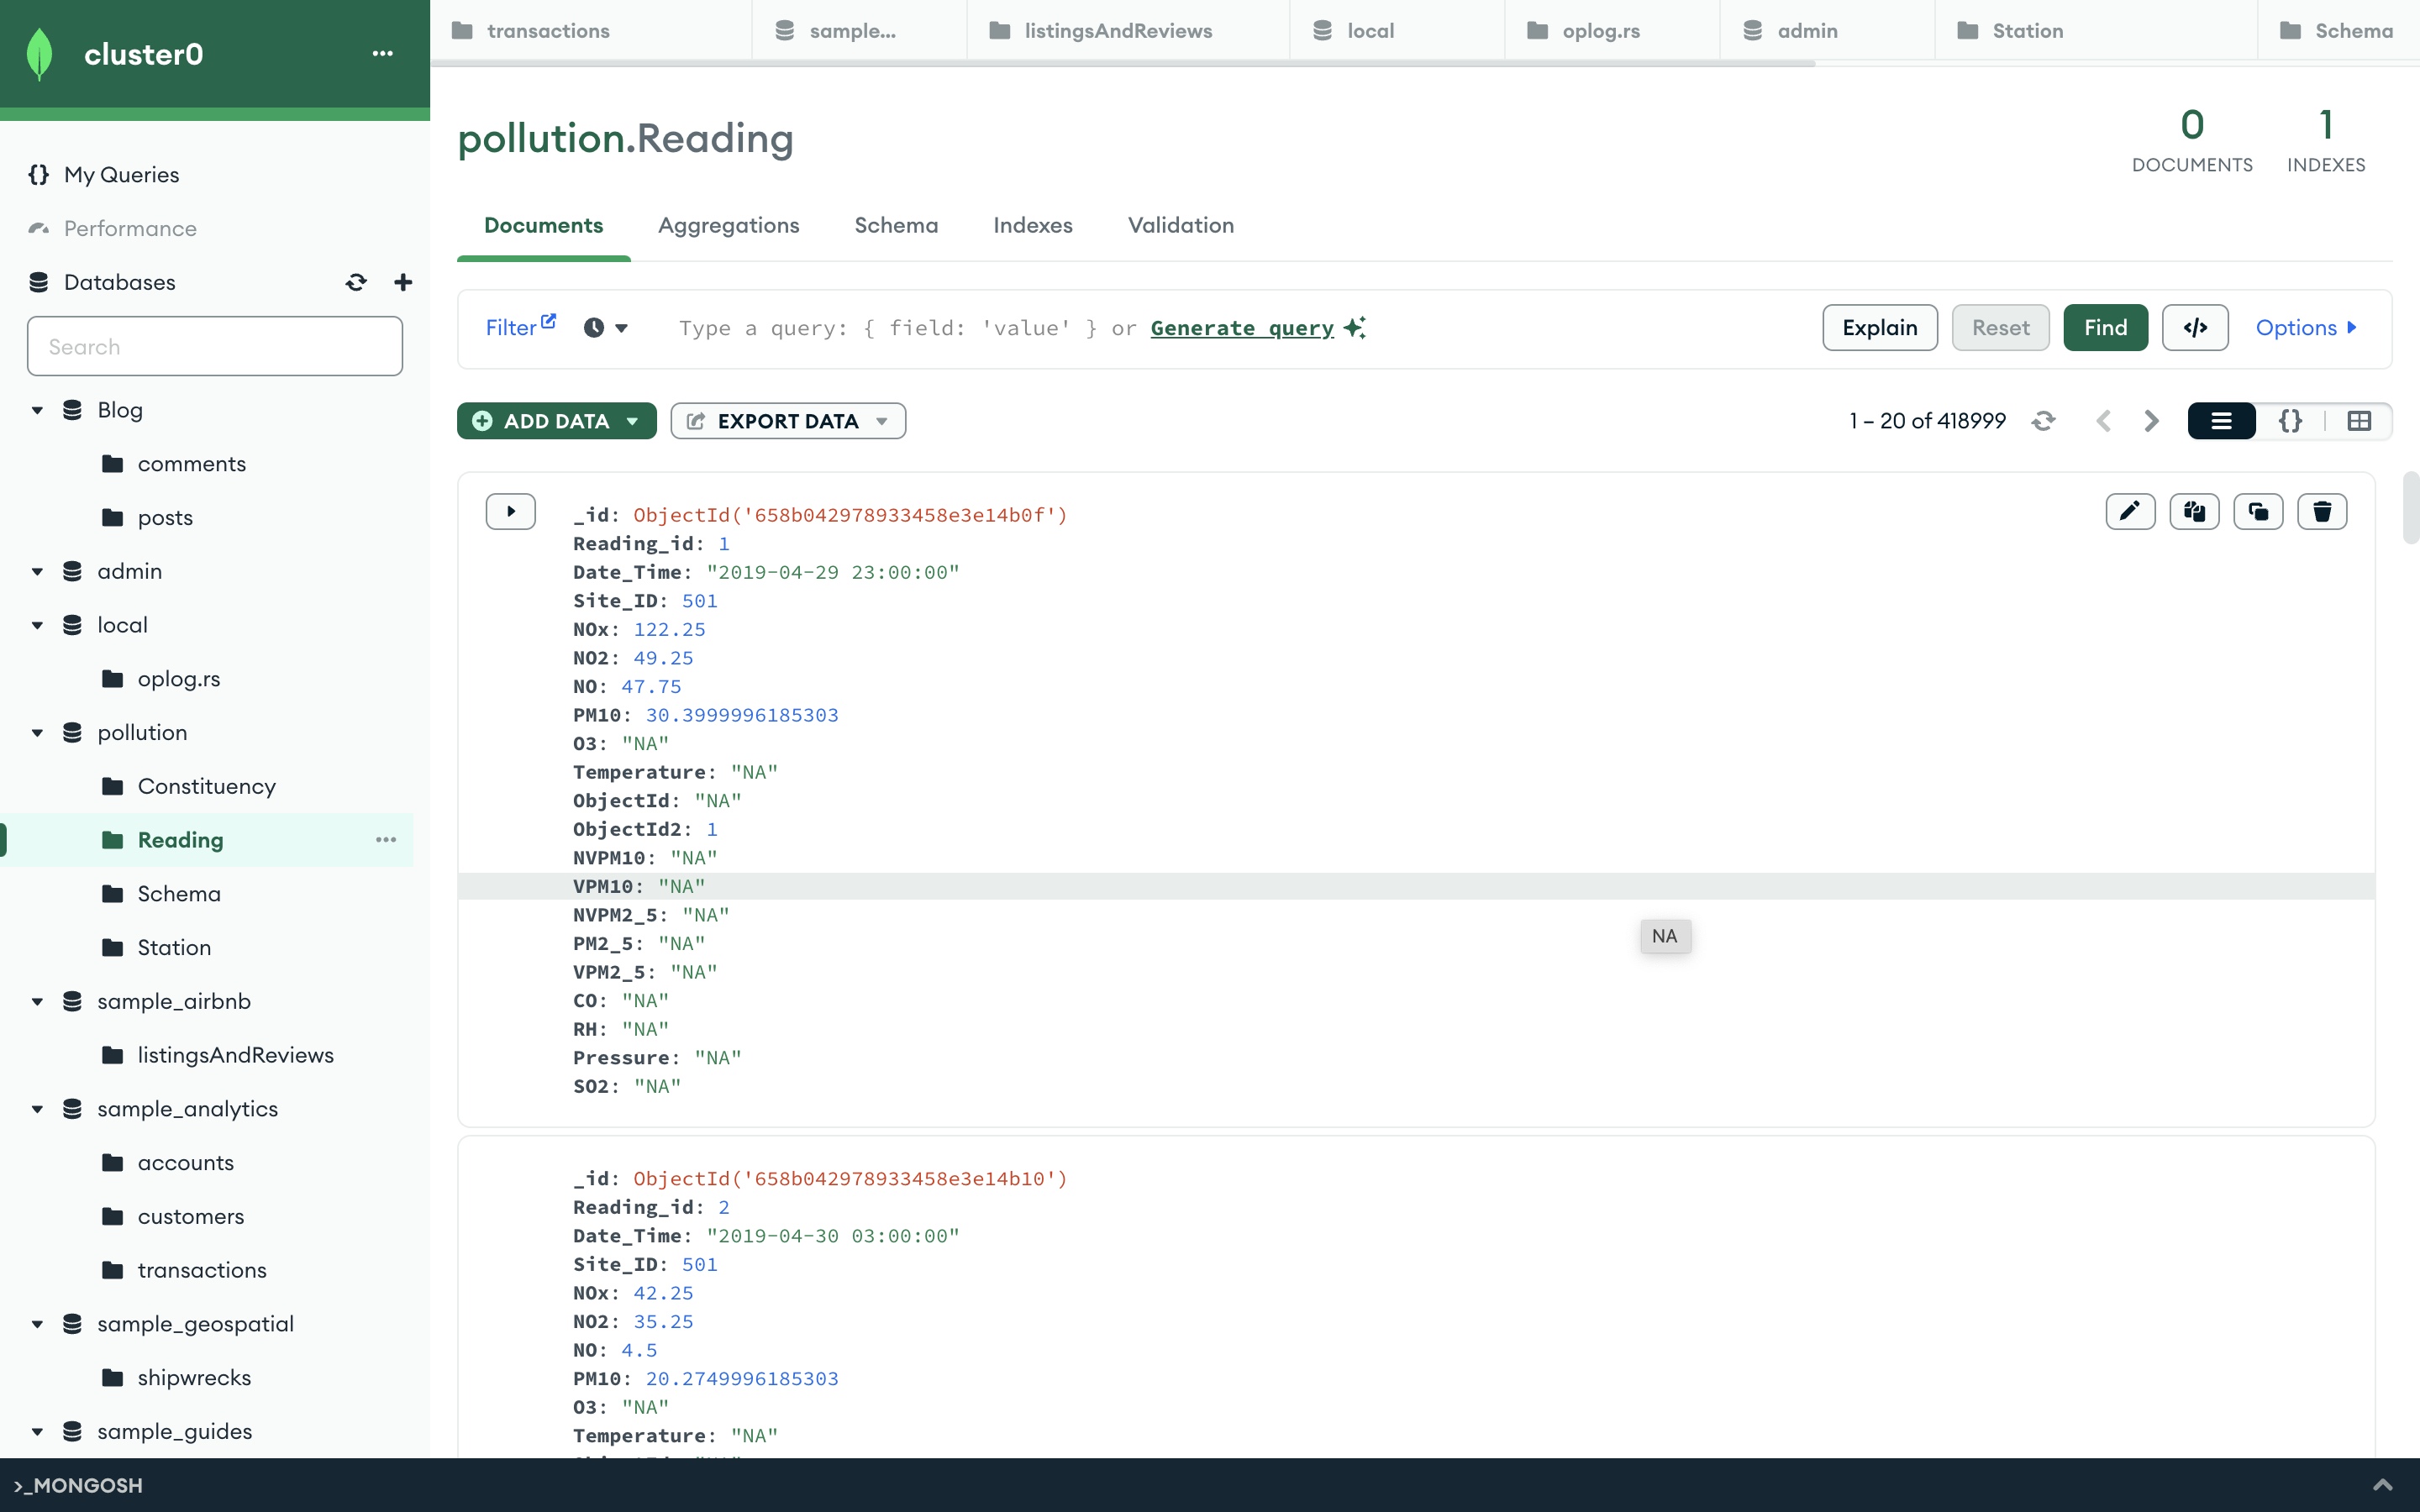 cluster0
My Queries
Performance
Databases
Search
Blog
comments
posts
admin
local
oplog.rs
pollution
Constituency
Reading
Schema
Station
sample_airbnb
listingsAndReviews
sample_analytics
accounts
customers
transactions
sample_geospatial
shipwrecks
sample_guides
transactions
sample...
listingsAndReviews
local
oplog.rs
admin
Station
Schema
pollution.Reading
0
DOCUMENTS
1
INDEXES
Documents
Aggregations
Schema
Indexes
Validation
Filter
Type a query: { field: 'value' } or Generate query
Explain
Reset
Find
</>
Options
ADD DATA
EXPORT DATA
1 – 20 of 418999
{}
_id: ObjectId('658b042978933458e3e14b0f')
Reading_id: 1
Date_Time: "2019-04-29 23:00:00"
Site_ID: 501
NOx: 122.25
NO2: 49.25
NO: 47.75
PM10: 30.3999996185303
O3: "NA"
Temperature: "NA"
ObjectId: "NA"
ObjectId2: 1
NVPM10: "NA"
VPM10: "NA"
NVPM2_5: "NA"
NA
PM2_5: "NA"
VPM2_5: "NA"
CO: "NA"
RH: "NA"
Pressure: "NA"
SO2: "NA"
_id: ObjectId('658b042978933458e3e14b10')
Reading_id: 2
Date_Time: "2019-04-30 03:00:00"
Site_ID: 501
NOx: 42.25
NO2: 35.25
NO: 4.5
PM10: 20.2749996185303
O3: "NA"
Temperature: "NA"
>_MONGOSH